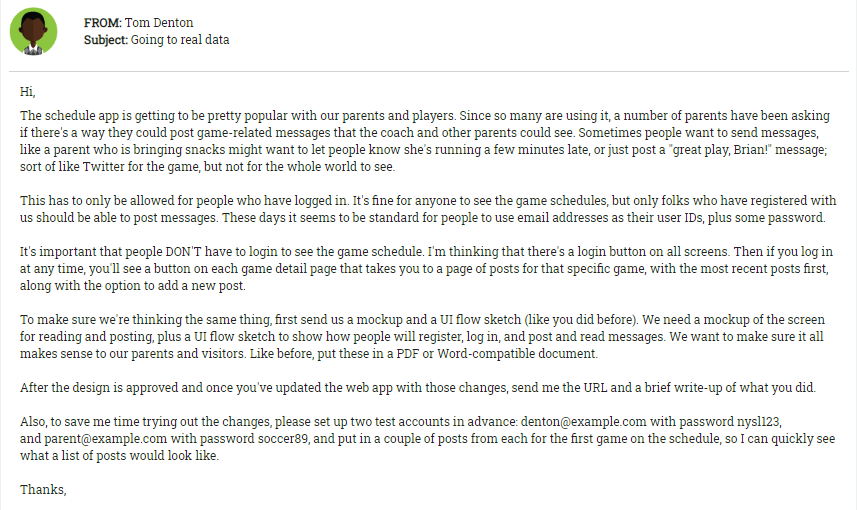 FROM: Tom Denton
Subject: Going to real data
Hi,
The schedule app is getting to be pretty popular with our parents and players. Since so many are using it, a number of parents have been asking
if there's a way they could post game-related messages that the coach and other parents could see. Sometimes people want to send messages,
like a parent who is bringing snacks might want to let people know she's running a few minutes late, or just post a "great play, Brian!" message;
sort of like Twitter for the game, but not for the whole world to see.
This has to only be allowed for people who have logged in. It's fine for anyone to see the game schedules, but only folks who have registered with
us should be able to post messages. These days it seems to be standard for people to use email addresses as their user IDs, plus some password.
It's important that people DON'T have to login to see the game schedule. I'm thinking that there's a login button on all screens. Then if you log in
at any time, you'll see a button on each game detail page that takes you to a page of posts for that specific game, with the most recent posts first,
along with the option to add a new post.
To make sure we're thinking the same thing, first send us a mockup and a UI flow sketch (like you did before). We need a mockup of the screen
for reading and posting, plus a UI flow sketch to show how people will register, log in, and post and read messages. We want to make sure it all
makes sense to our parents and visitors. Like before, put these in a PDF or Word-compatible document.
After the design is approved and once you've updated the web app with those changes, send me the URL and a brief write-up of what you did.
Also, to save me time trying out the changes, please set up two test accounts in advance: denton@example.com with password nysl123,
and parent@example.com with password soccer89, and put in a couple of posts from each for the first game on the schedule, so I can quickly see
what a list of posts would look like.
Thanks,